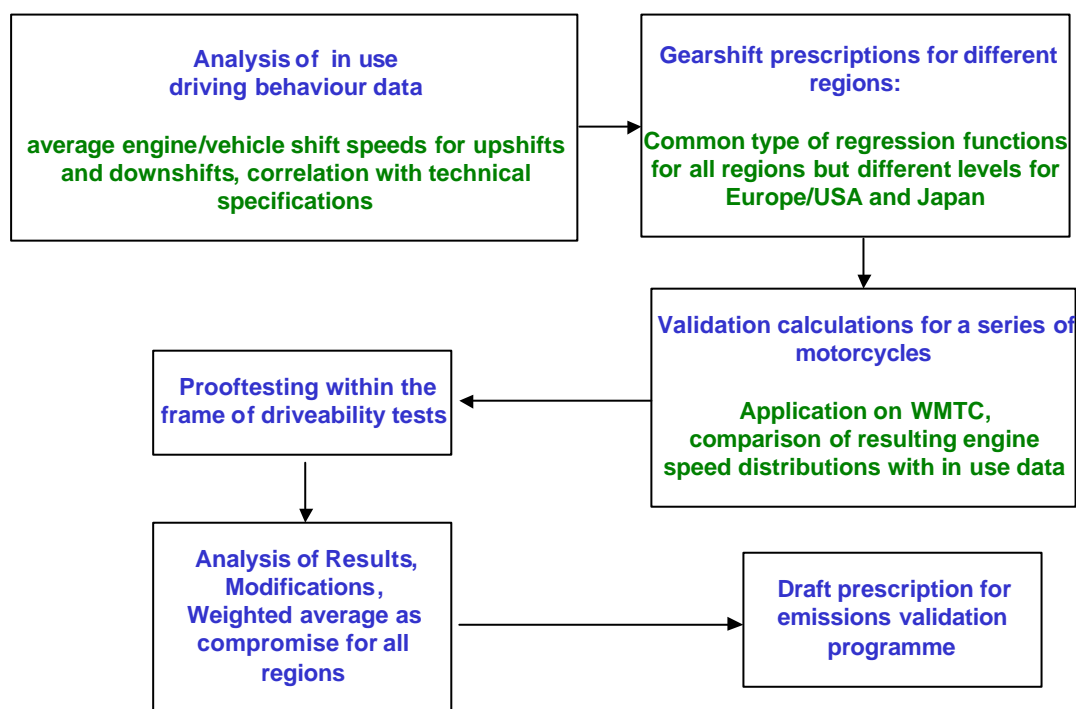 Analysis of in use
driving behaviour data
average engine/vehicle shift speeds for upshifts
and downshifts, correlation with technical
specifications
Gearshift prescriptions for different
regions:
Common type of regression functions
for all regions but different levels for
Europe/USA and Japan
Validation calculations for a series of
motorcycles
Application on WMTC,
comparison of resulting engine
speed distributions with in use data
Prooftesting within the
frame of driveability tests
Analysis of Results,
Modifications,
Weighted average as
compromise for all
regions
Draft prescription for
emissions validation
programme